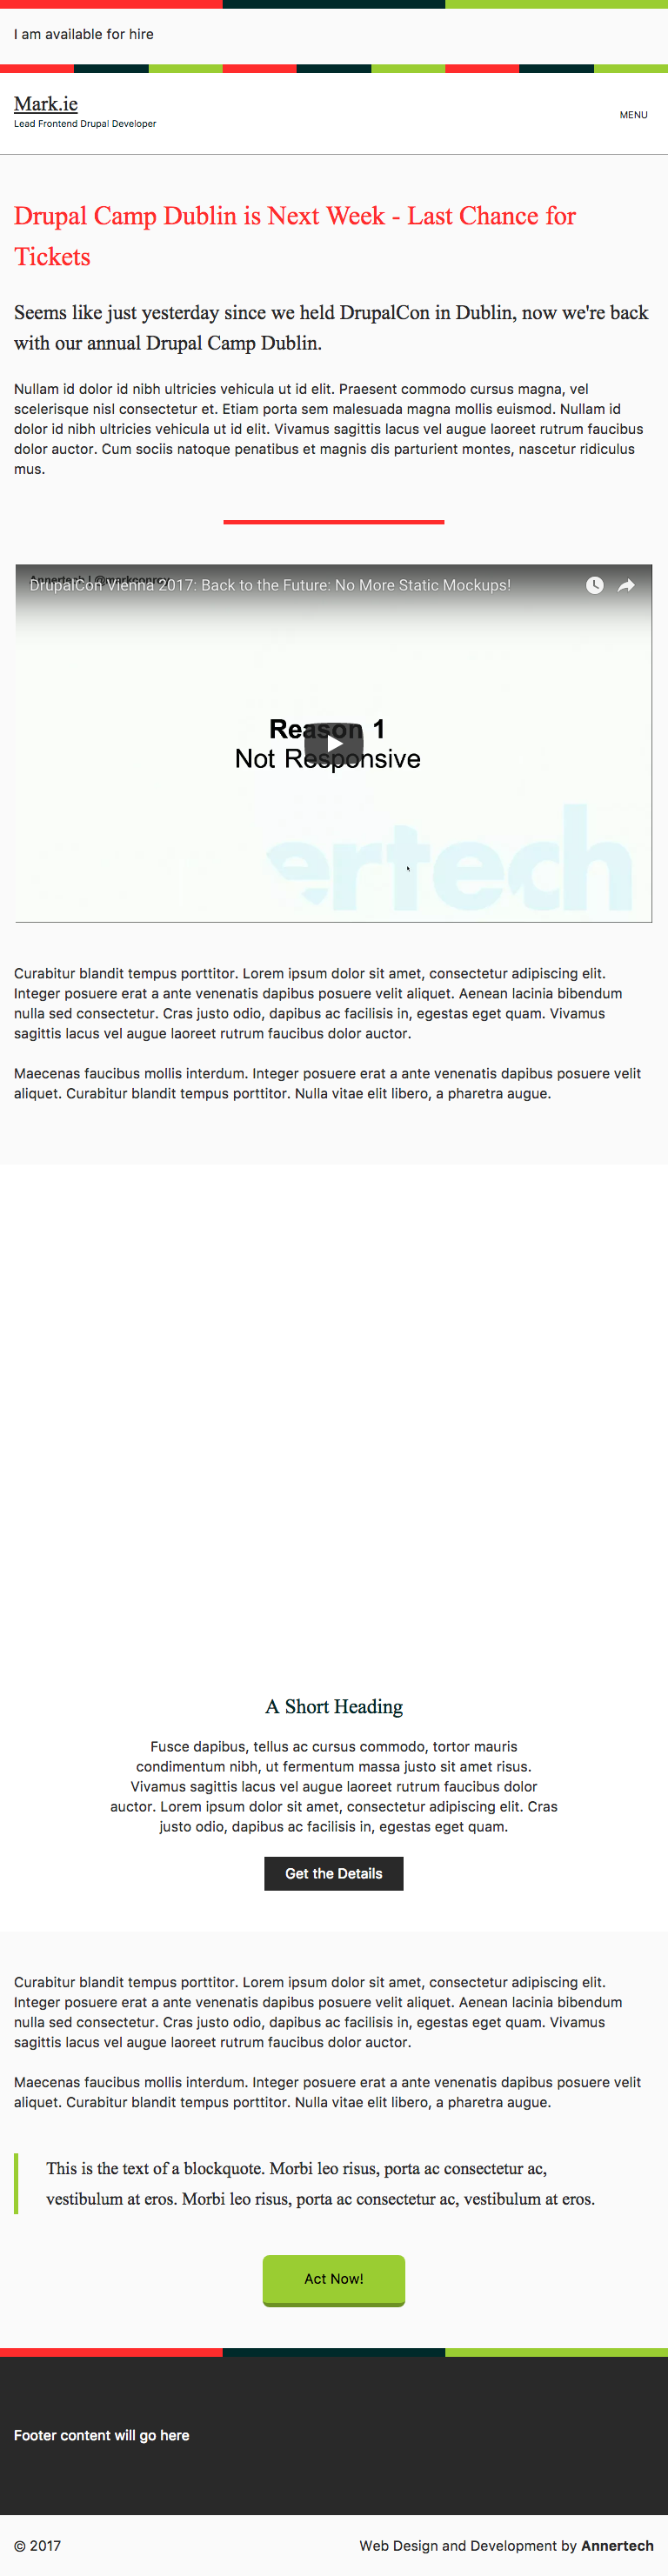 I am available for hire
Mark.ie
Lead Frontend Drupal Developer
MENU
Drupal Camp Dublin is Next Week - Last Chance for
Tickets
Seems like just yesterday since we held DrupalCon in Dublin, now we're back
with our annual Drupal Camp Dublin.
Nullam id dolor id nibh ultricies vehicula ut id elit. Praesent commodo cursus magna, vel
scelerisque nisl consectetur et. Etiam porta sem malesuada magna mollis euismod. Nullam id
dolor id nibh ultricies vehicula ut id elit. Vivamus sagittis lacus vel augue laoreet rutrum faucibus
dolor auctor. Cum sociis natoque penatibus et magnis dis parturient montes, nascetur ridiculus
mus.
Annertech | @markconroy
DrupalCon Vienna 2017: Back to the Future: No More Static Mockups!
Reason 1
Not Responsive
ertech
Curabitur blandit tempus porttitor. Lorem ipsum dolor sit amet, consectetur adipiscing elit.
Integer posuere erat a ante venenatis dapibus posuere velit aliquet. Aenean lacinia bibendum
nulla sed consectetur. Cras justo odio, dapibus ac facilisis in, egestas eget quam. Vivamus
sagittis lacus vel augue laoreet rutrum faucibus dolor auctor.
Maecenas faucibus mollis interdum. Integer posuere erat a ante venenatis dapibus posuere velit
aliquet. Curabitur blandit tempus porttitor. Nulla vitae elit libero, a pharetra augue.
A Short Heading
Fusce dapibus, tellus ac cursus commodo, tortor mauris
condimentum nibh, ut fermentum massa justo sit amet risus.
Vivamus sagittis lacus vel augue laoreet rutrum faucibus dolor
auctor. Lorem ipsum dolor sit amet, consectetur adipiscing elit. Cras
justo odio, dapibus ac facilisis in, egestas eget quam.
Get the Details
Curabitur blandit tempus porttitor. Lorem ipsum dolor sit amet, consectetur adipiscing elit.
Integer posuere erat a ante venenatis dapibus posuere velit aliquet. Aenean lacinia bibendum
nulla sed consectetur. Cras justo odio, dapibus ac facilisis in, egestas eget quam. Vivamus
sagittis lacus vel augue laoreet rutrum faucibus dolor auctor.
Maecenas faucibus mollis interdum. Integer posuere erat a ante venenatis dapibus posuere velit
aliquet. Curabitur blandit tempus porttitor. Nulla vitae elit libero, a pharetra augue.
This is the text of a blockquote. Morbi leo risus, porta ac consectetur ac,
vestibulum at eros. Morbi leo risus, porta ac consectetur ac, vestibulum at eros.
Act Now!
Footer content will go here
© 2017
Web Design and Development by Annertech